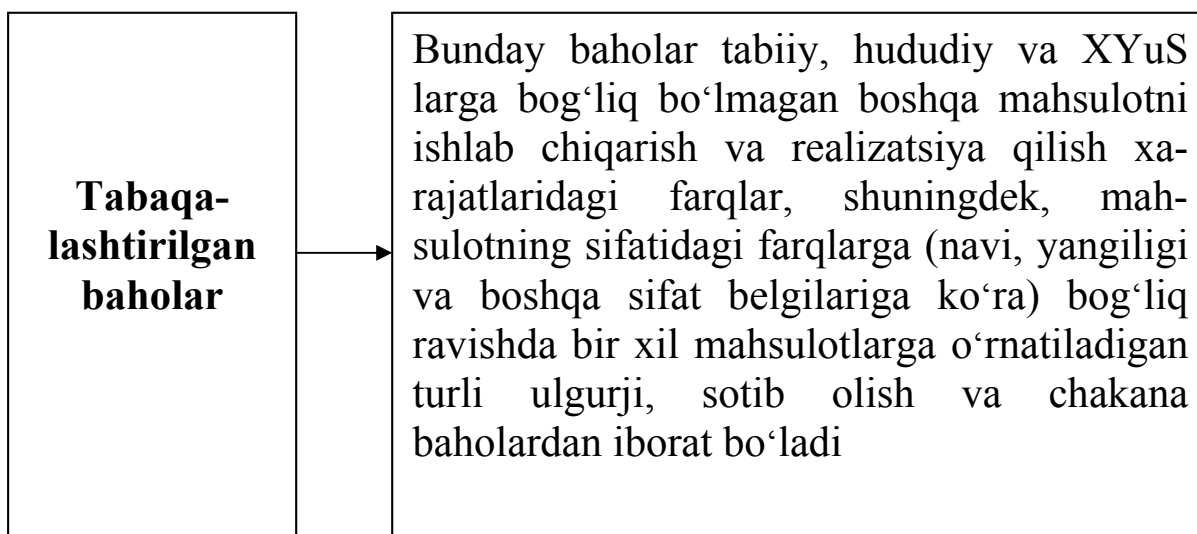 Tabaqa-
lashtirilgan
baholar
Bunday baholar tabiiy, hududiy va XYuS
larga bog‘liq bo‘lmagan boshqa mahsulotni
ishlab chiqarish va realizatsiya qilish xa-
rajatlaridagi farqlar, shuningdek, mah-
sulotning sifatidagi farqlarga (navi, yangiligi
va boshqa sifat belgilariga ko‘ra) bog‘liq
ravishda bir xil mahsulotlarga o‘rnatiladigan
turli ulgurji, sotib olish va chakana
baholardan iborat bo‘ladi